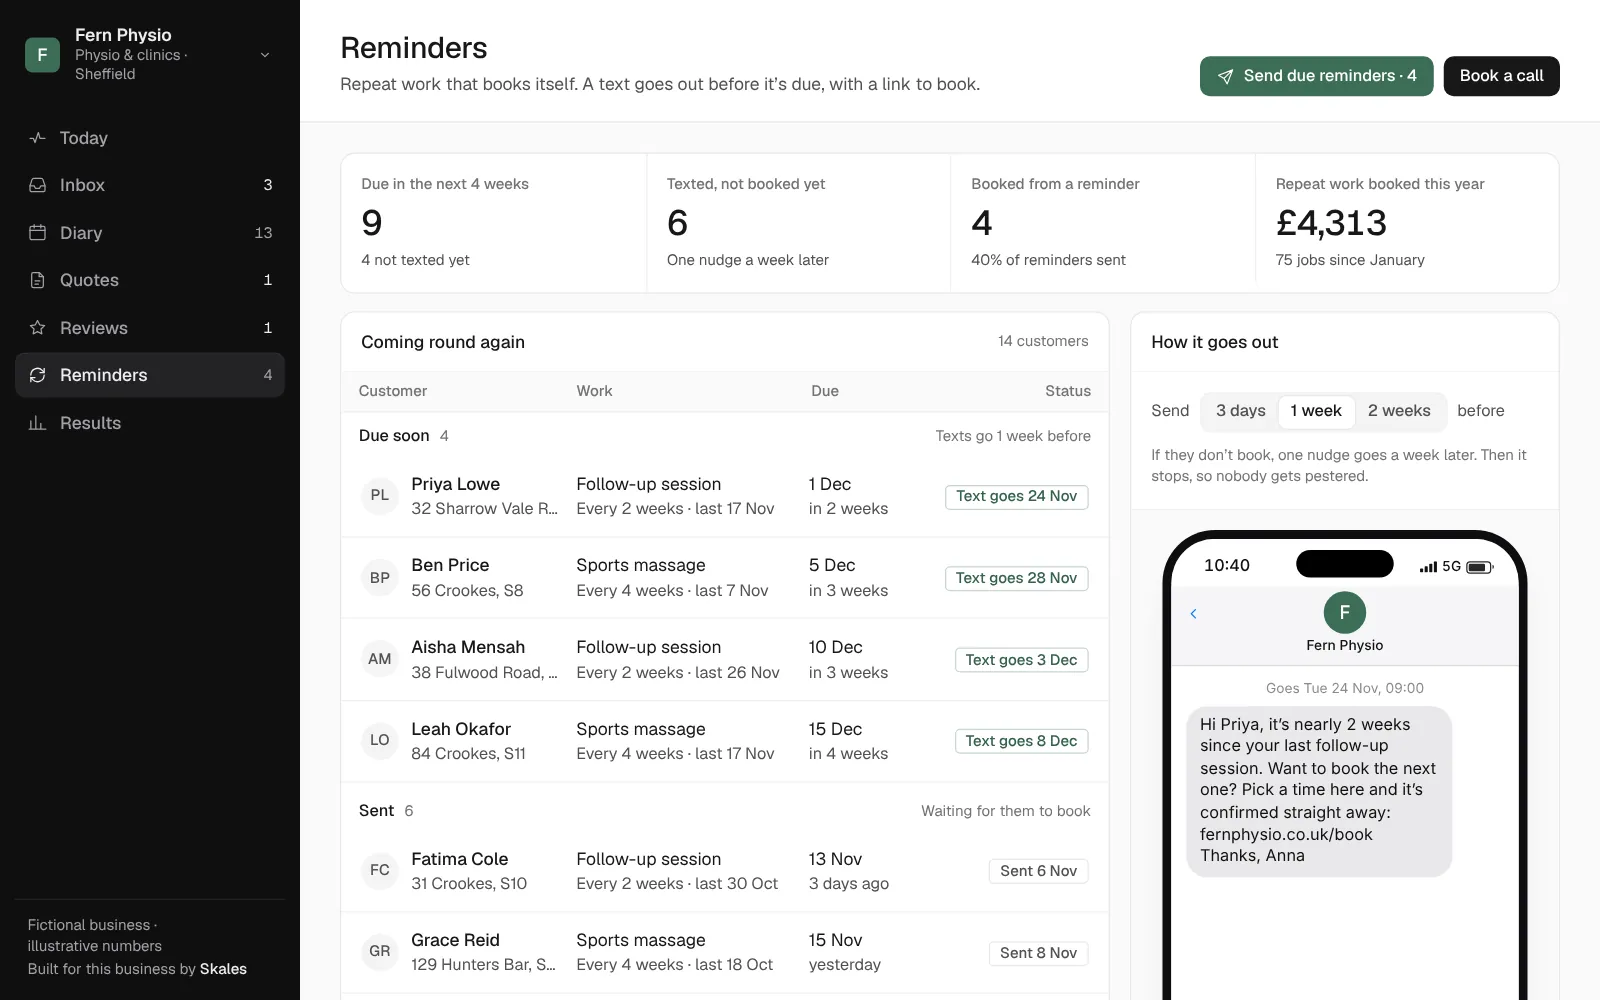 F
Fern Physio
Physio & clinics ·
Sheffield
Today
Inbox 3
Diary 13
Quotes 1
Reviews 1
Reminders 4
Results
Fictional business ·
illustrative numbers
Built for this business by Skales
Reminders
Repeat work that books itself. A text goes out before it’s due, with a link to book.
Send due reminders · 4
Book a call
Due in the next 4 weeks
9
4 not texted yet
Texted, not booked yet
6
One nudge a week later
Booked from a reminder
4
40% of reminders sent
Repeat work booked this year
£4,313
75 jobs since January
Coming round again 14 customers
Customer Work Due Status
Due soon 4 Texts go 1 week before
PL Priya Lowe Follow-up session 1 Dec Text goes 24 Nov
32 Sharrow Vale R... Every 2 weeks · last 17 Nov in 2 weeks
BP Ben Price Sports massage 5 Dec Text goes 28 Nov
56 Crookes, S8 Every 4 weeks · last 7 Nov in 3 weeks
AM Aisha Mensah Follow-up session 10 Dec Text goes 3 Dec
38 Fulwood Road, ... Every 2 weeks · last 26 Nov in 3 weeks
LO Leah Okafor Sports massage 15 Dec Text goes 8 Dec
84 Crookes, S11 Every 4 weeks · last 17 Nov in 4 weeks
Sent 6 Waiting for them to book
FC Fatima Cole Follow-up session 13 Nov Sent 6 Nov
31 Crookes, S10 Every 2 weeks · last 30 Oct 3 days ago
GR Grace Reid Sports massage 15 Nov Sent 8 Nov
129 Hunters Bar, S... Every 4 weeks · last 18 Oct yesterday
How it goes out
Send 3 days 1 week 2 weeks before
If they don’t book, one nudge goes a week later. Then it
stops, so nobody gets pestered.
10:40 5G
F
Fern Physio
Goes Tue 24 Nov, 09:00
Hi Priya, it’s nearly 2 weeks
since your last follow-up
session. Want to book the next
one? Pick a time here and it’s
confirmed straight away:
fernphysio.co.uk/book
Thanks, Anna